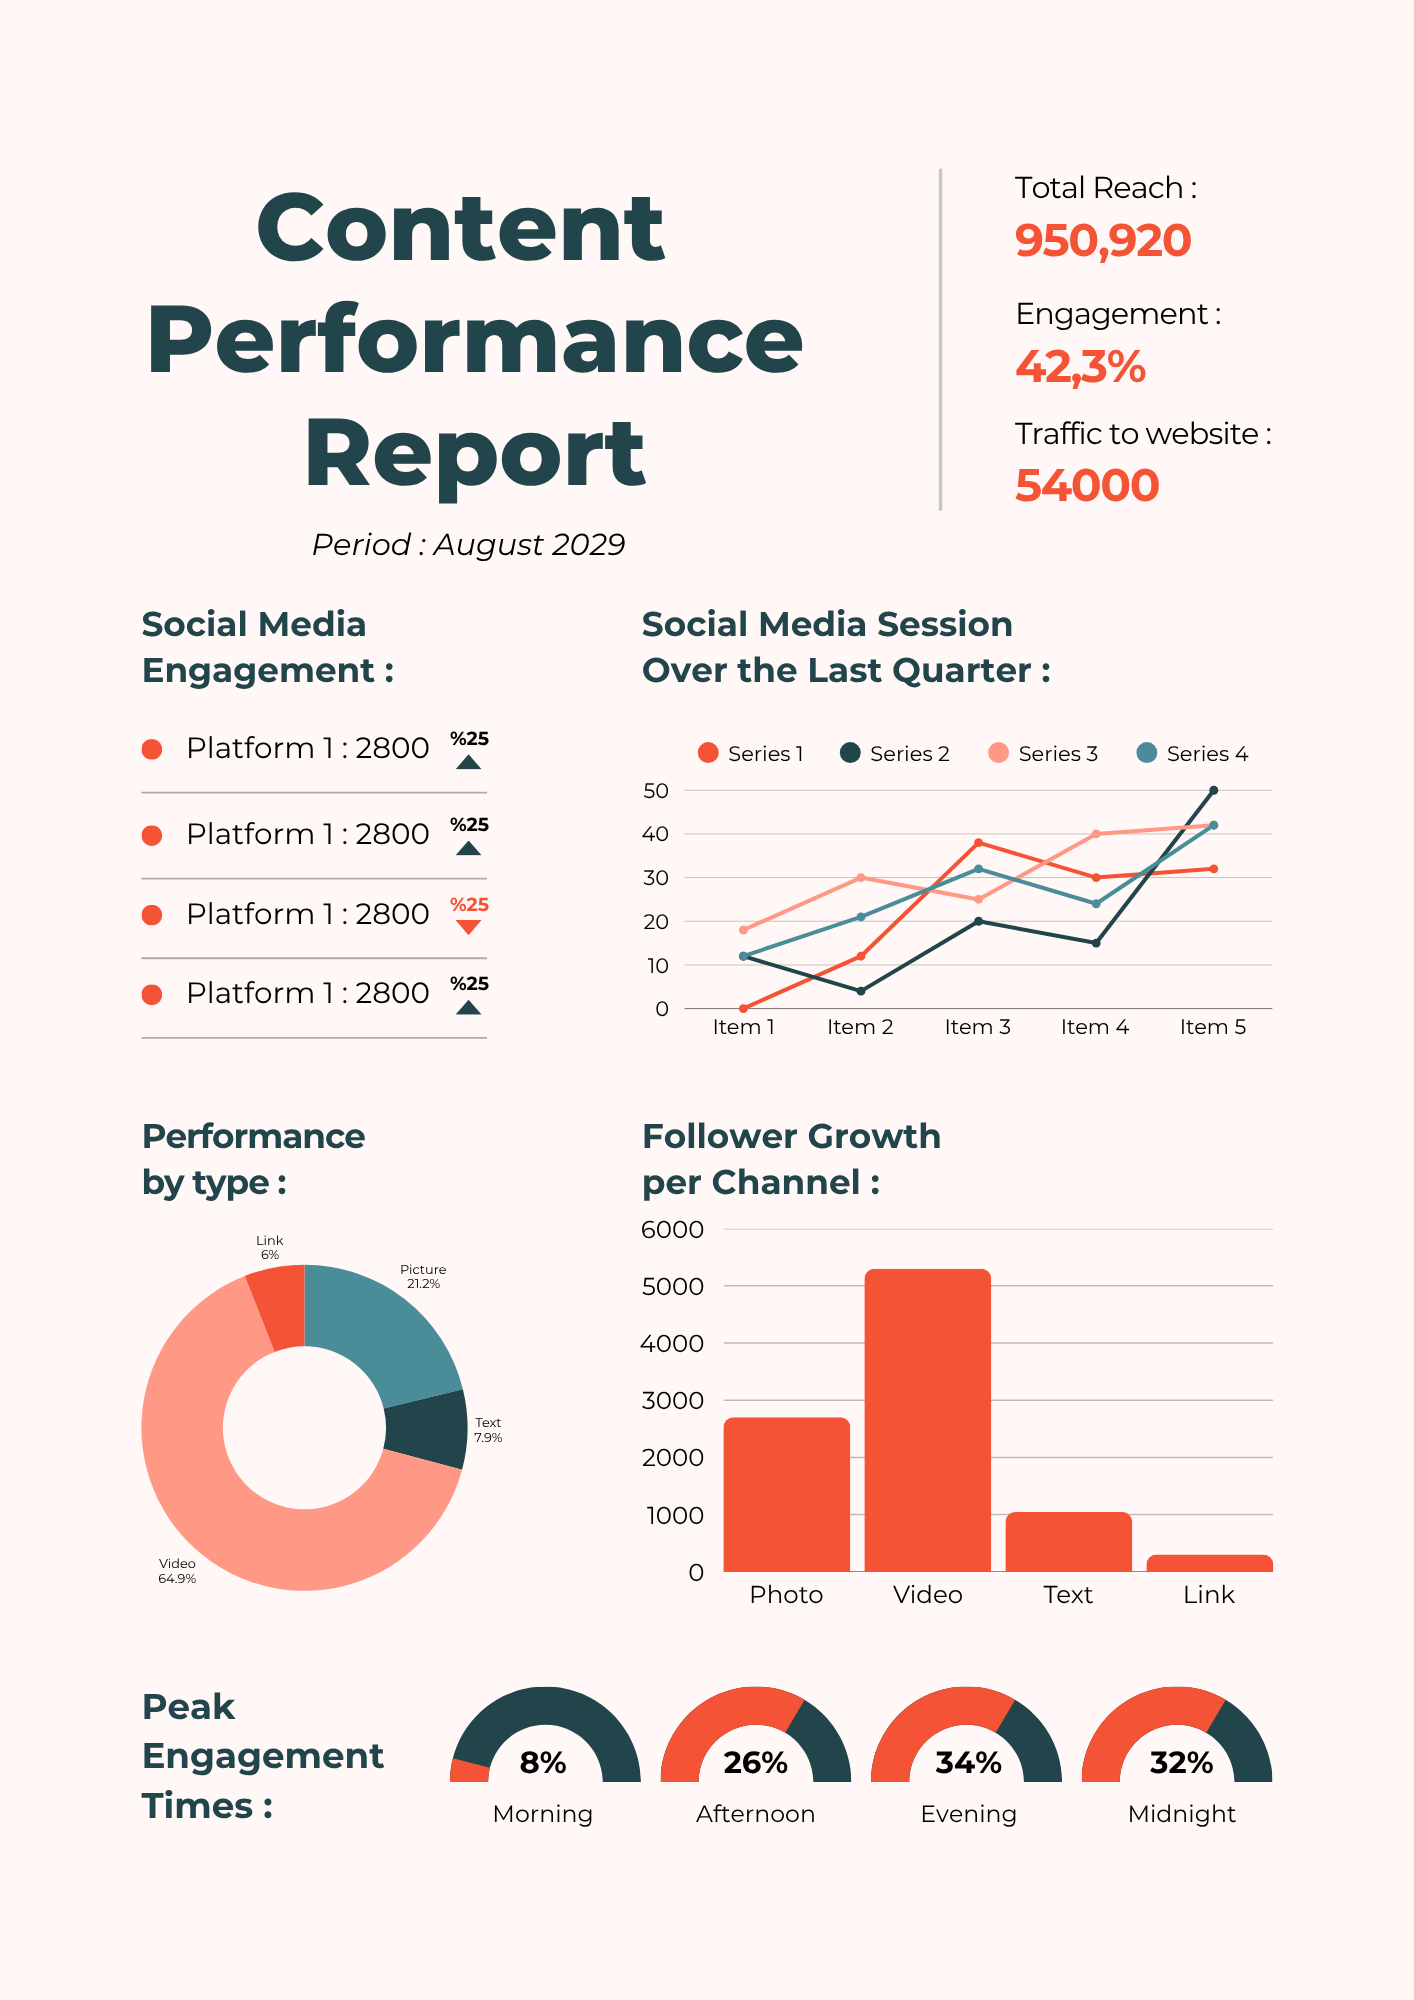 Content
Performance
Report
Period : August 2029
Total Reach :
950,920
Engagement :
42,3%
Traffic to website :
54000
Social Media
Engagement :
Platform 1 : 2800 %25
Platform 1 : 2800 %25
Platform 1 : 2800 %25
Platform 1 : 2800 %25
Social Media Session
Over the Last Quarter :
Series 1 Series 2 Series 3 Series 4
50
40
30
20
10
0
Item 1 Item 2 Item 3 Item 4 Item 5
Performance
by type :
Link
6%
Picture
21.2%
Text
7.9%
Video
64.9%
Follower Growth
per Channel :
6000
5000
4000
3000
2000
1000
0
Photo Video Text Link
Peak
Engagement
Times :
8% 26% 34% 32%
Morning Afternoon Evening Midnight